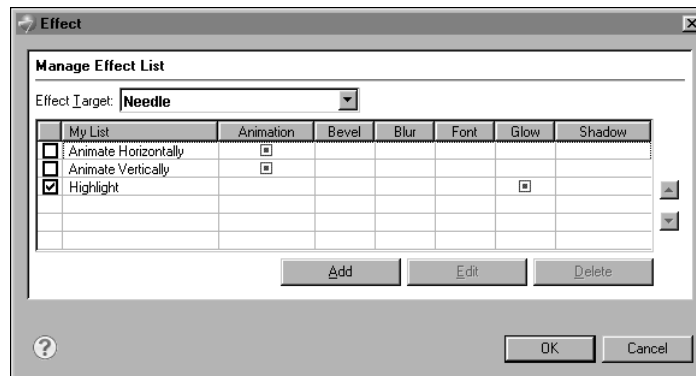 Effect
Manage Effect List
Effect Target: Needle
My List Animation Bevel Blur Font Glow Shadow
Animate Horizontally
Animate Vertically
Highlight
Add Edit Delete
? OK Cancel